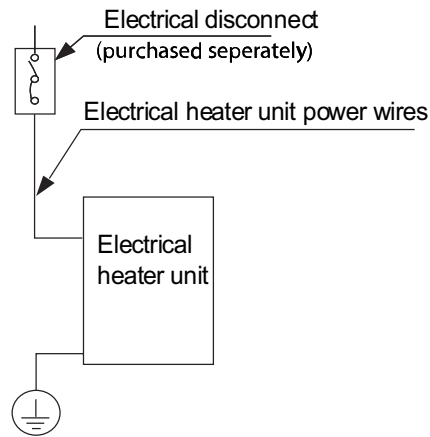 Electrical disconnect
(purchased seperately)
Electrical heater unit power wires
Electrical
heater unit